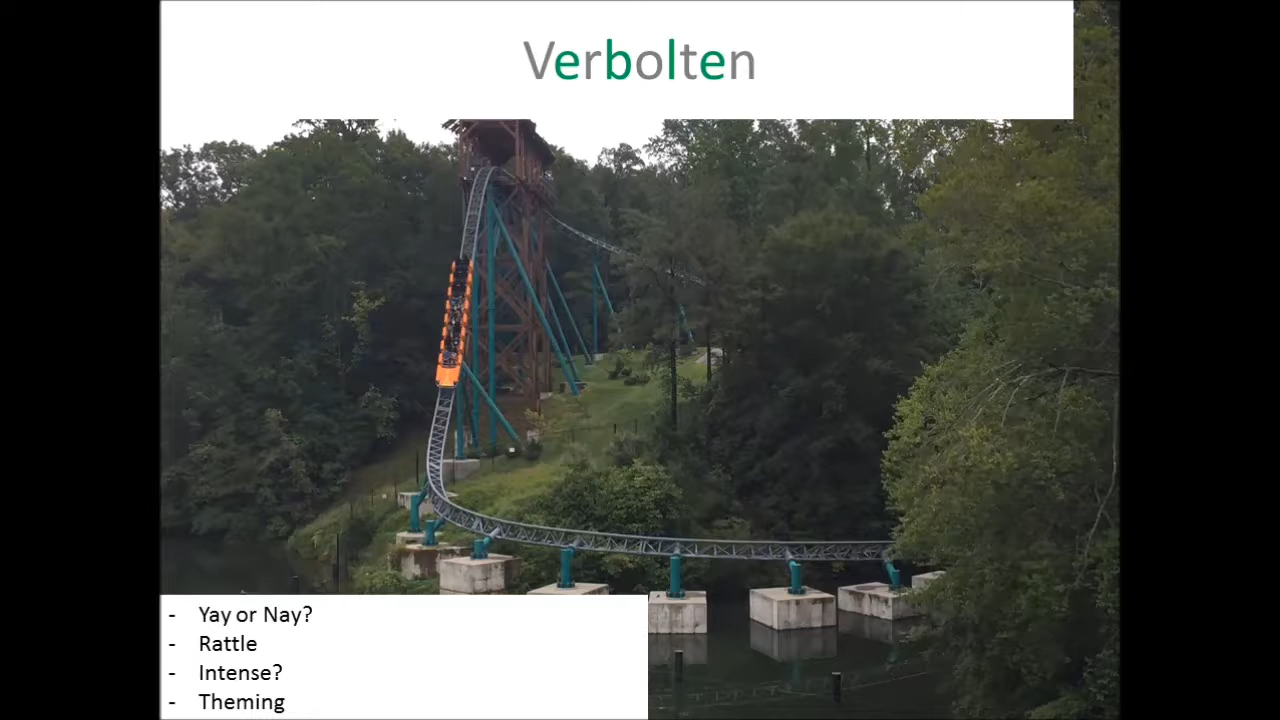 Verbolten
- Yay or Nay?
- Rattle
- Intense?
- Theming